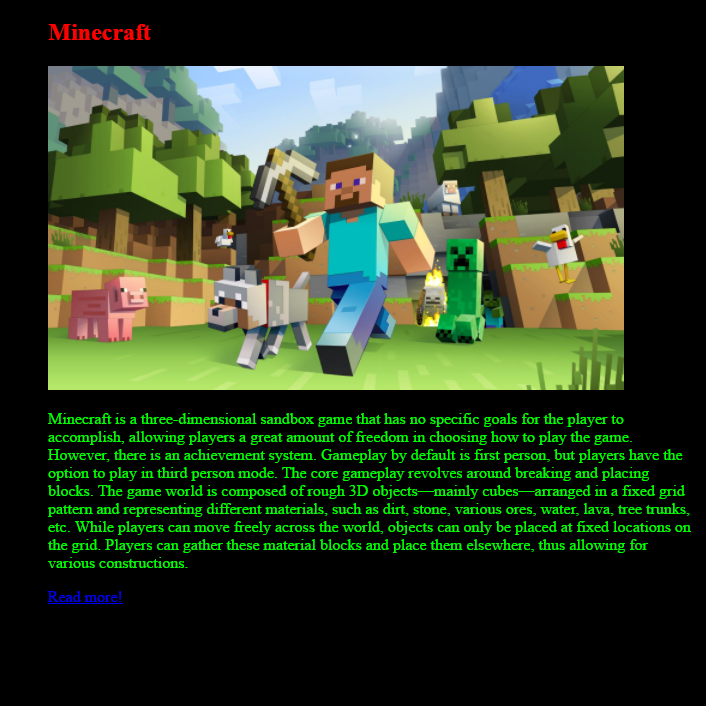 Minecraft
Minecraft is a three-dimensional sandbox game that has no specific goals for the player to
accomplish, allowing players a great amount of freedom in choosing how to play the game.
However, there is an achievement system. Gameplay by default is first person, but players have the
option to play in third person mode. The core gameplay revolves around breaking and placing
blocks. The game world is composed of rough 3D objects—mainly cubes—arranged in a fixed grid
pattern and representing different materials, such as dirt, stone, various ores, water, lava, tree trunks,
etc. While players can move freely across the world, objects can only be placed at fixed locations on
the grid. Players can gather these material blocks and place them elsewhere, thus allowing for
various constructions.
Read more!